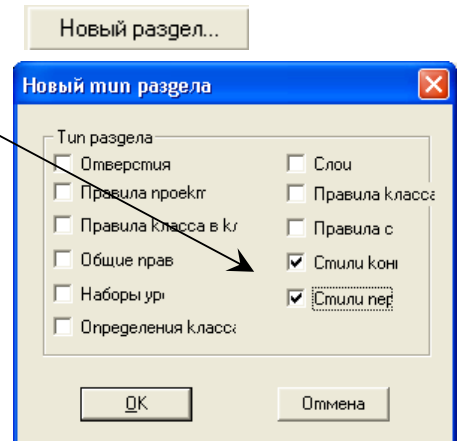 Новый раздел...
Новый тип раздела
Тип раздела
Отверстия
Слои
Правила проект
Правила класса
Правила класса в кл
Правила с
Общие прав
Стили конн
Наборы уро
Стили пер
Определения класса
OK
Отмена